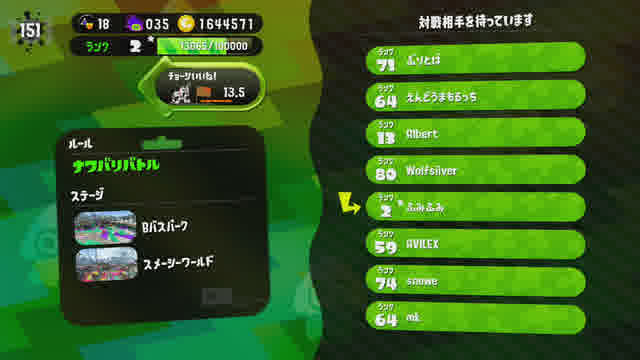 151
18
035
1644571
ランク 2★ /100000
チョーシいいね!
13.5
ルール
ナワバリバトル
ステージ
Bバスパーク
スメーシーワールド
対戦相手を待っています
ランク 71 ぷりとば
ランク 64 えんどうまもるっち
ランク 13 Albert
ランク 80 Wolfsilver
ランク 2★ ふみふみ
ランク 59 AVILEX
ランク 74 snowe
ランク 64 mk